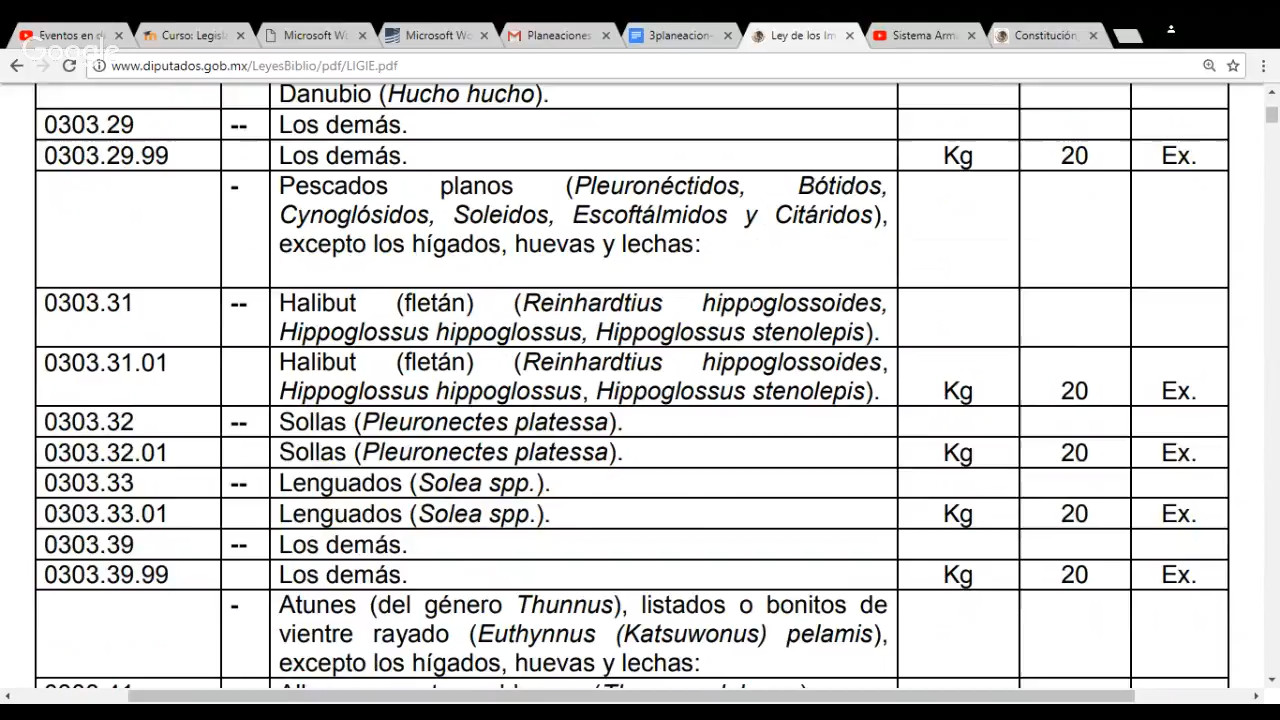 Eventos en d
Curso: Legisl
Microsoft Wi
Microsoft Wo
Planeaciones
3planeacion-
Ley de los Im
Sistema Arm
Constitución
Google
www.diputados.gob.mx/LeyesBiblio/pdf/LIGIE.pdf
Danubio (Hucho hucho).
0303.29 -- Los demás.
0303.29.99 Los demás. Kg 20 Ex.
- Pescados planos (Pleuronéctidos, Bótidos,
Cynoglósidos, Soleidos, Escoftálmidos y Citáridos),
excepto los hígados, huevas y lechas:
0303.31 -- Halibut (fletán) (Reinhardtius hippoglossoides,
Hippoglossus hippoglossus, Hippoglossus stenolepis).
0303.31.01 Halibut (fletán) (Reinhardtius hippoglossoides,
Hippoglossus hippoglossus, Hippoglossus stenolepis). Kg 20 Ex.
0303.32 -- Sollas (Pleuronectes platessa).
0303.32.01 Sollas (Pleuronectes platessa). Kg 20 Ex.
0303.33 -- Lenguados (Solea spp.).
0303.33.01 Lenguados (Solea spp.). Kg 20 Ex.
0303.39 -- Los demás.
0303.39.99 Los demás. Kg 20 Ex.
- Atunes (del género Thunnus), listados o bonitos de
vientre rayado (Euthynnus (Katsuwonus) pelamis),
excepto los hígados, huevas y lechas: